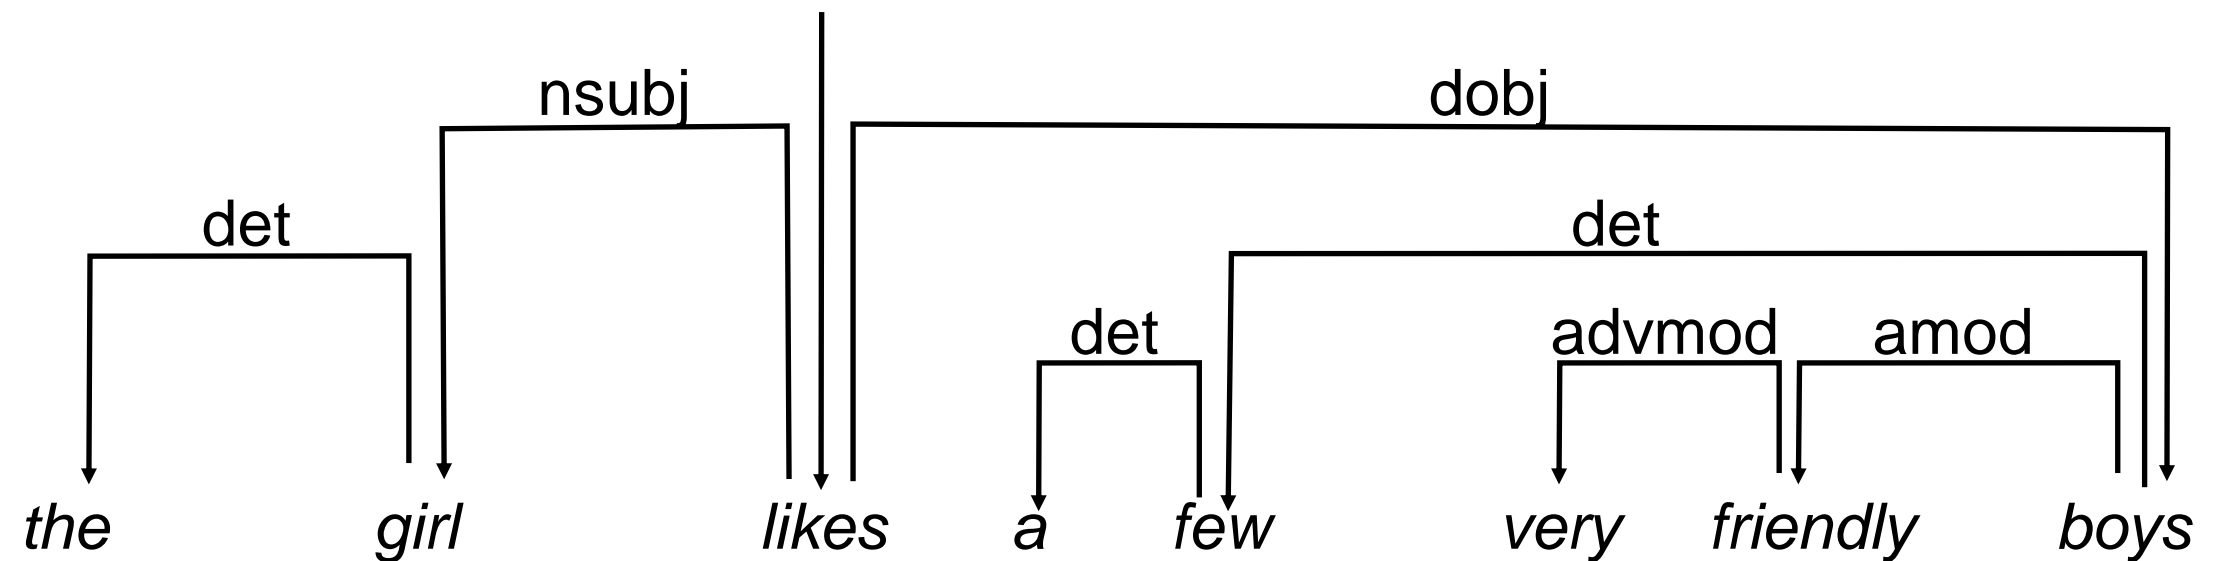 nsubj dobj
det det
det advmod amod
the girl likes a few very friendly boys